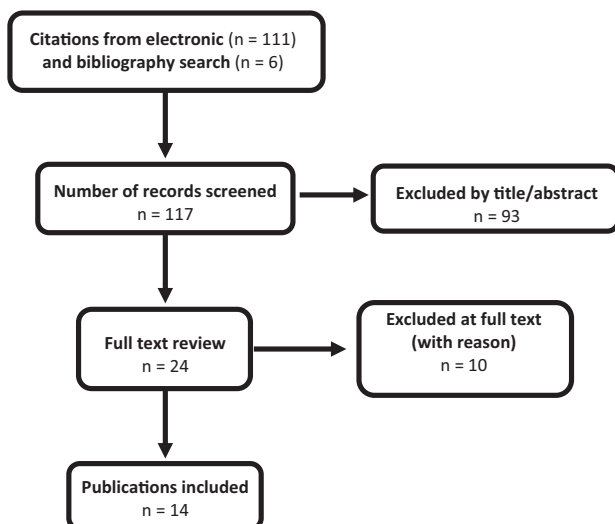 Citations from electronic (n = 111)
and bibliography search (n = 6)
Number of records screened
n = 117
Excluded by title/abstract
n = 93
Full text review
n = 24
Excluded at full text
(with reason)
n = 10
Publications included
n = 14